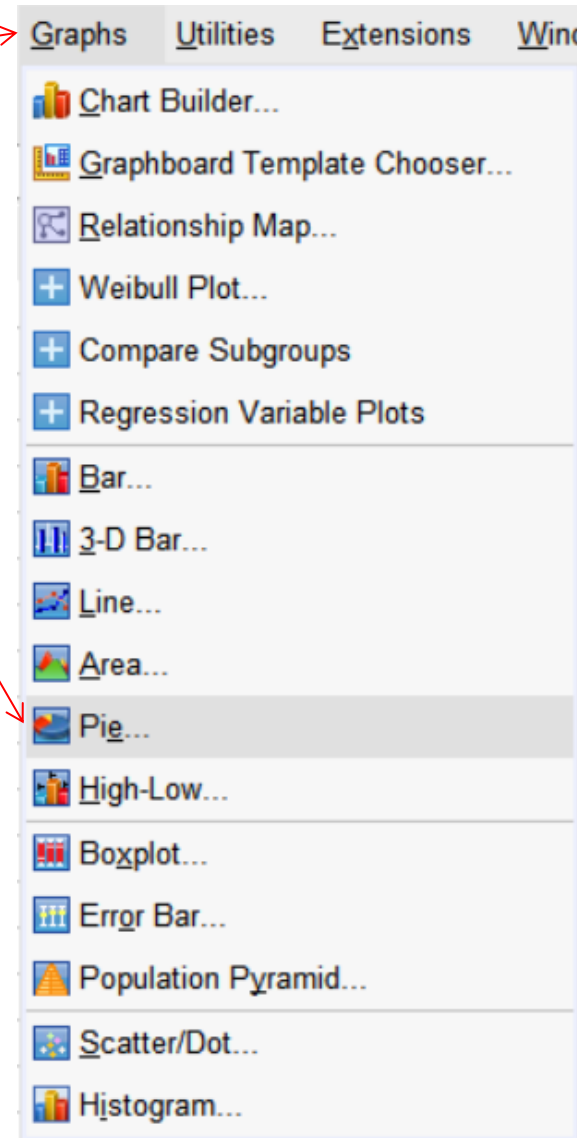 Graphs Utilities Extensions
Chart Builder...
Graphboard Template Chooser...
Relationship Map...
Weibull Plot...
Compare Subgroups
Regression Variable Plots
Bar...
3-D Bar...
Line...
Area...
Pie...
High-Low...
Boxplot...
Error Bar...
Population Pyramid...
Scatter/Dot...
Histogram...